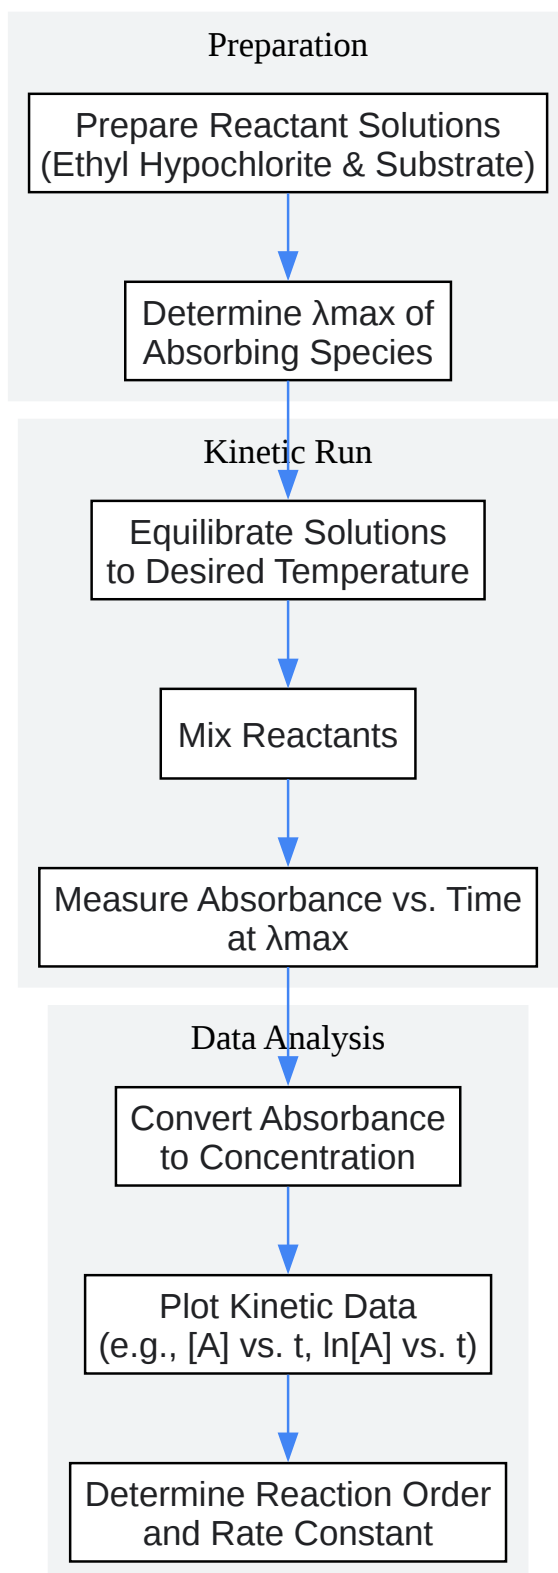 Preparation
Prepare Reactant Solutions
(Ethyl Hypochlorite & Substrate)
Determine λmax of
Absorbing Species
Kinetic Run
Equilibrate Solutions
to Desired Temperature
Mix Reactants
Measure Absorbance vs. Time
at λmax
Data Analysis
Convert Absorbance
to Concentration
Plot Kinetic Data
(e.g., [A] vs. t, ln[A] vs. t)
Determine Reaction Order
and Rate Constant